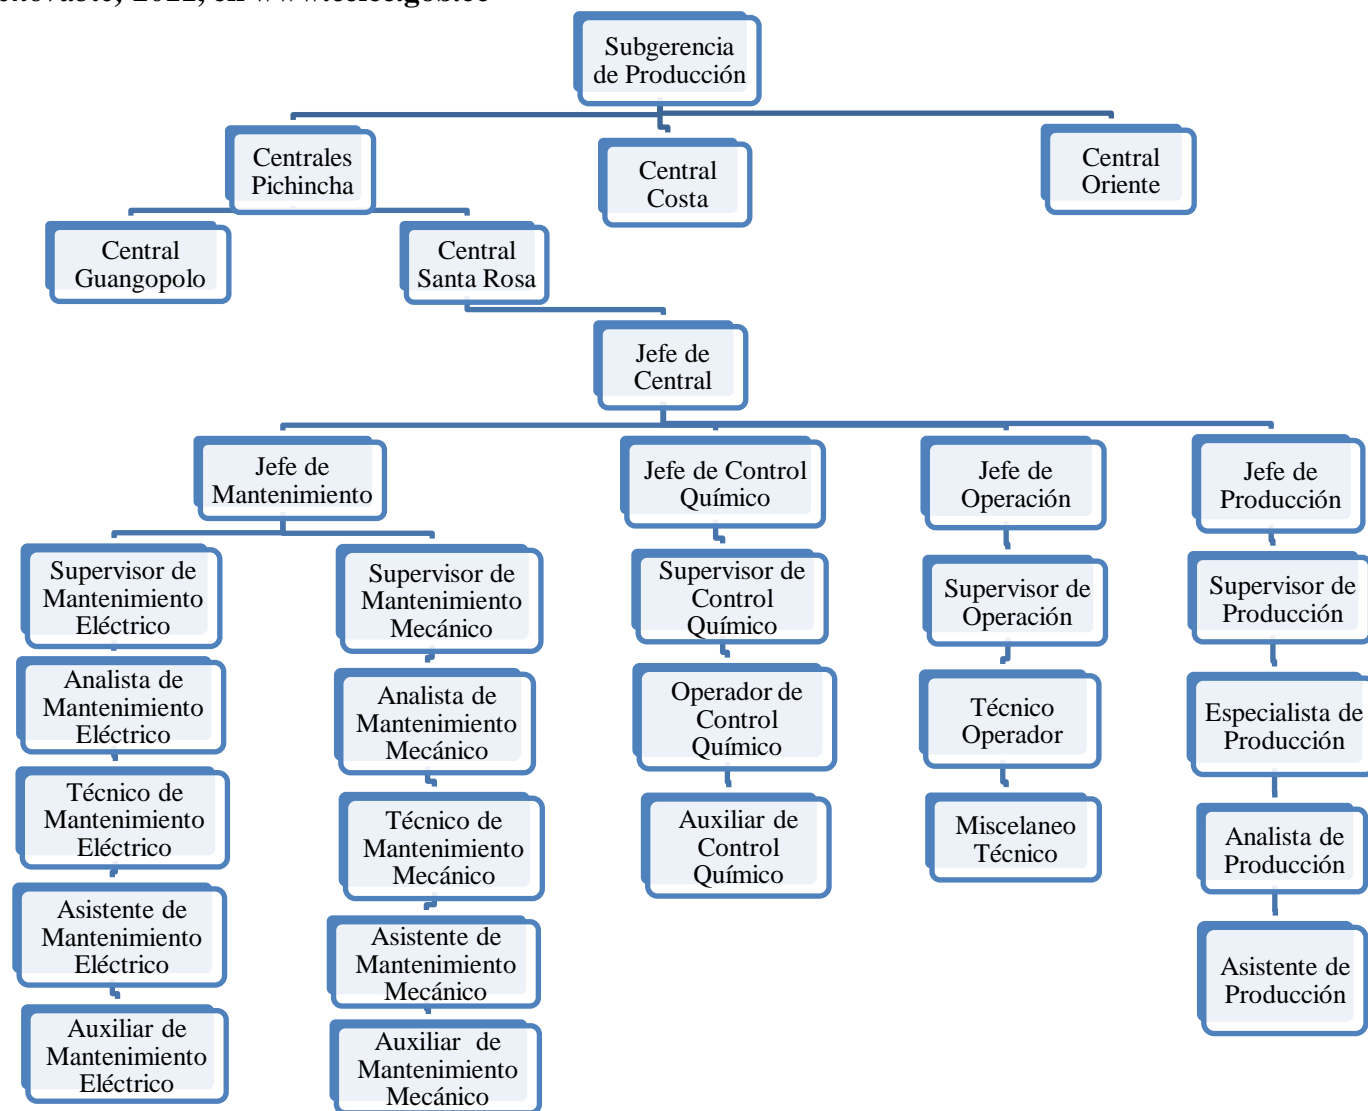 Subgerencia
de Producción
Centrales
Pichincha
Central
Costa
Central
Oriente
Central
Guangopolo
Central
Santa Rosa
Jefe de
Central
Jefe de
Mantenimiento
Jefe de Control
Químico
Jefe de
Operación
Jefe de
Producción
Supervisor de
Mantenimiento
Eléctrico
Analista de
Mantenimiento
Eléctrico
Técnico de
Mantenimiento
Eléctrico
Asistente de
Mantenimiento
Eléctrico
Auxiliar de
Mantenimiento
Eléctrico
Supervisor de
Mantenimiento
Mecánico
Analista de
Mantenimiento
Mecánico
Técnico de
Mantenimiento
Mecánico
Asistente de
Mantenimiento
Mecánico
Auxiliar de
Mantenimiento
Mecánico
Supervisor de
Control
Químico
Operador de
Control
Químico
Auxiliar de
Control
Químico
Supervisor de
Operación
Técnico
Operador
Miscelaneo
Técnico
Supervisor de
Producción
Especialista de
Producción
Analista de
Producción
Asistente de
Producción